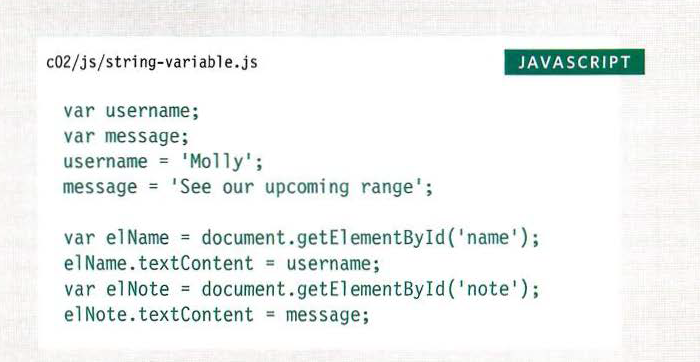 c02/js/string-variable.js JAVASCRIPT
var username;
var message;
username = 'Molly';
message = 'See our upcoming range';
var elName = document.getElementById('name');
elName.textContent = username;
var elNote = document.getElementById('note');
elNote.textContent = message;